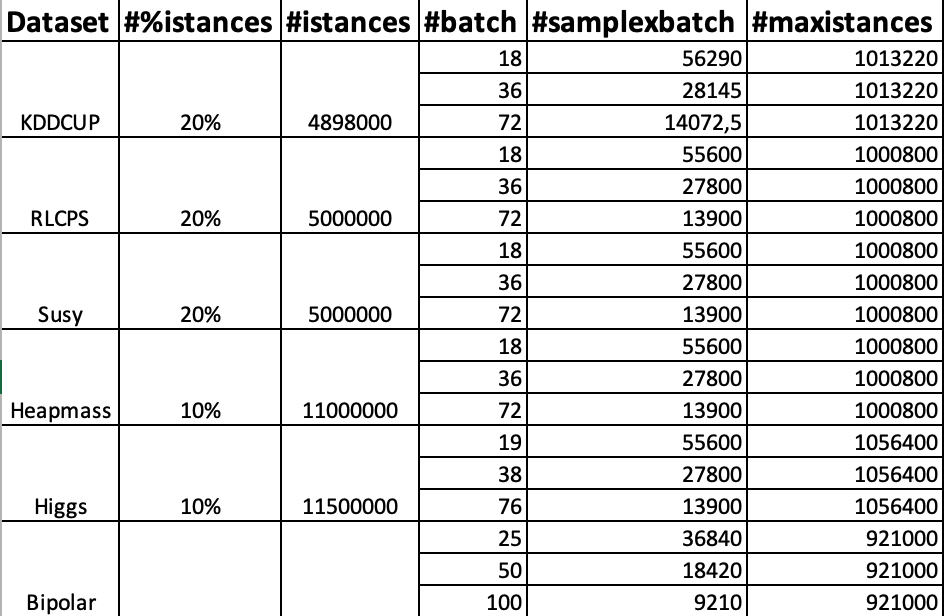 Dataset #%istances #istances #batch #samplexbatch #maxistances
18 56290 1013220
36 28145 1013220
KDDCUP 20% 4898000 72 14072,5 1013220
18 55600 1000800
36 27800 1000800
RLCPS 20% 5000000 72 13900 1000800
18 55600 1000800
36 27800 1000800
Susy 20% 5000000 72 13900 1000800
18 55600 1000800
36 27800 1000800
Heapmass 10% 11000000 72 13900 1000800
19 55600 1056400
38 27800 1056400
Higgs 10% 11500000 76 13900 1056400
25 36840 921000
50 18420 921000
Bipolar 100 9210 921000